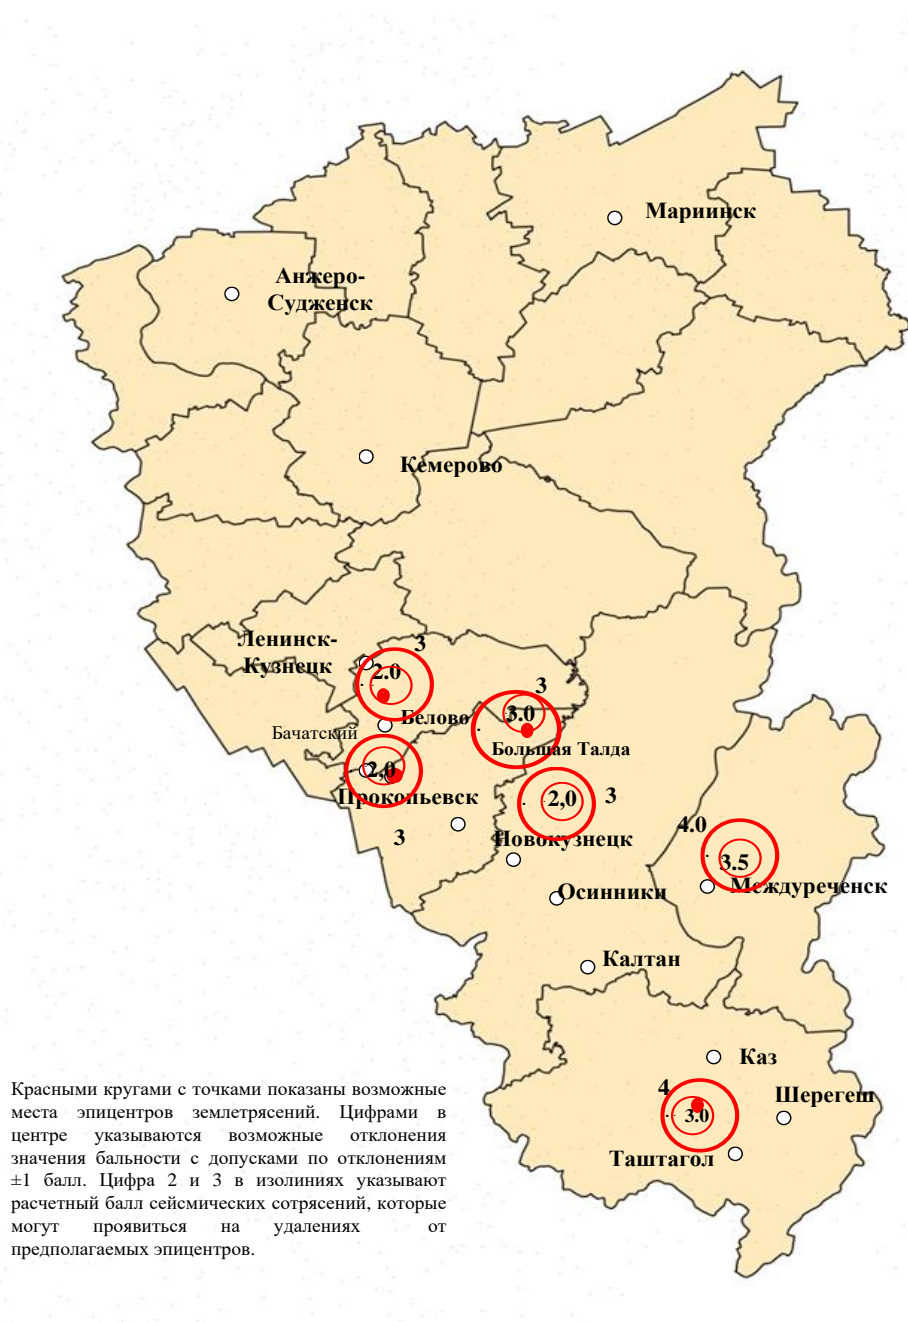 Мариинск
Анжеро-
Судженск
Кемерово
Ленинск-
Кузнецк
3
2.0
3
3.0
Белово
Бачатский
Большая Талда
2,0
Прокопьевск
2,0
3
3
4.0
Новокузнецк
3.5
Междуреченск
Осинники
Калтан
Каз
4
3.0
Шерегеш
Таштагол
Красными кругами с точками показаны возможные
места эпицентров землетрясений. Цифрами в
центре указываются возможные отклонения
значения бальности с допусками по отклонениям
±1 балл. Цифра 2 и 3 в изолиниях указывают
расчетный балл сейсмических сотрясений, которые
могут проявиться на удалениях от
предполагаемых эпицентров.